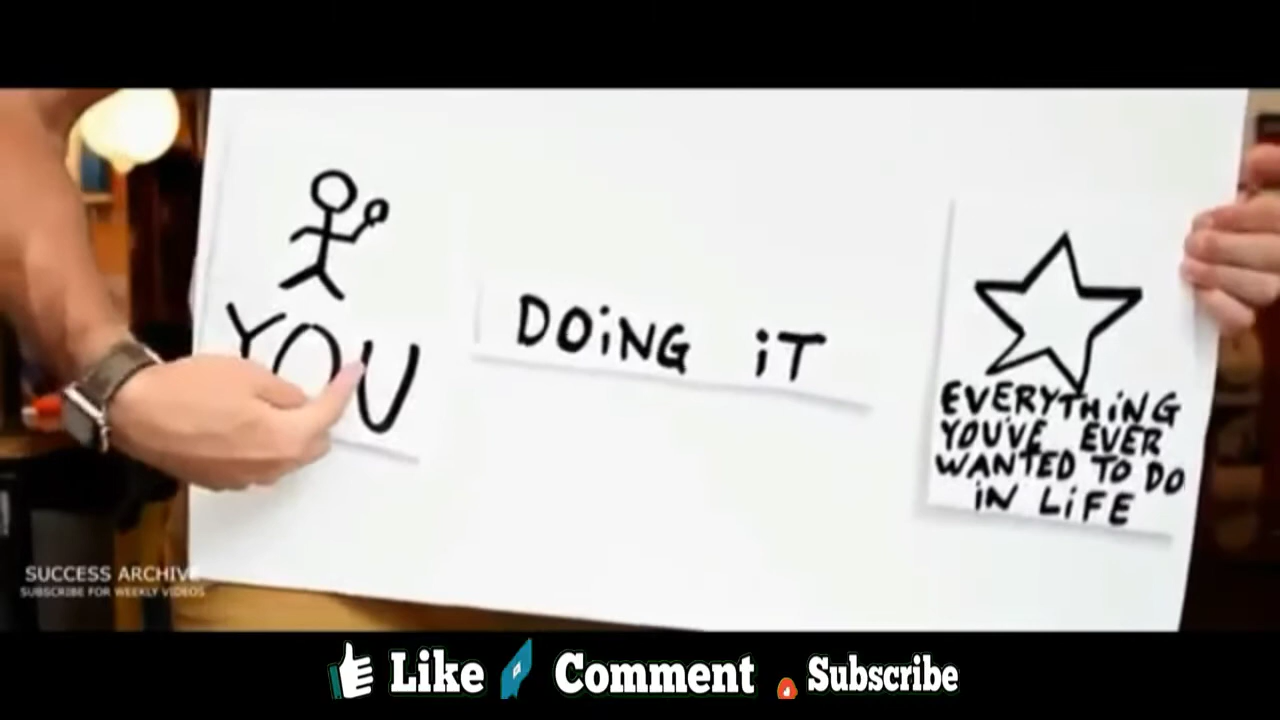 YOU
DOiNG iT
EVERYTHiNG
YOU'VE EVER
WANTED TO DO
iN LiFE
SUCCESS ARCHIVE
SUBSCRIBE FOR WEEKLY VIDEOS
Like Comment Subscribe